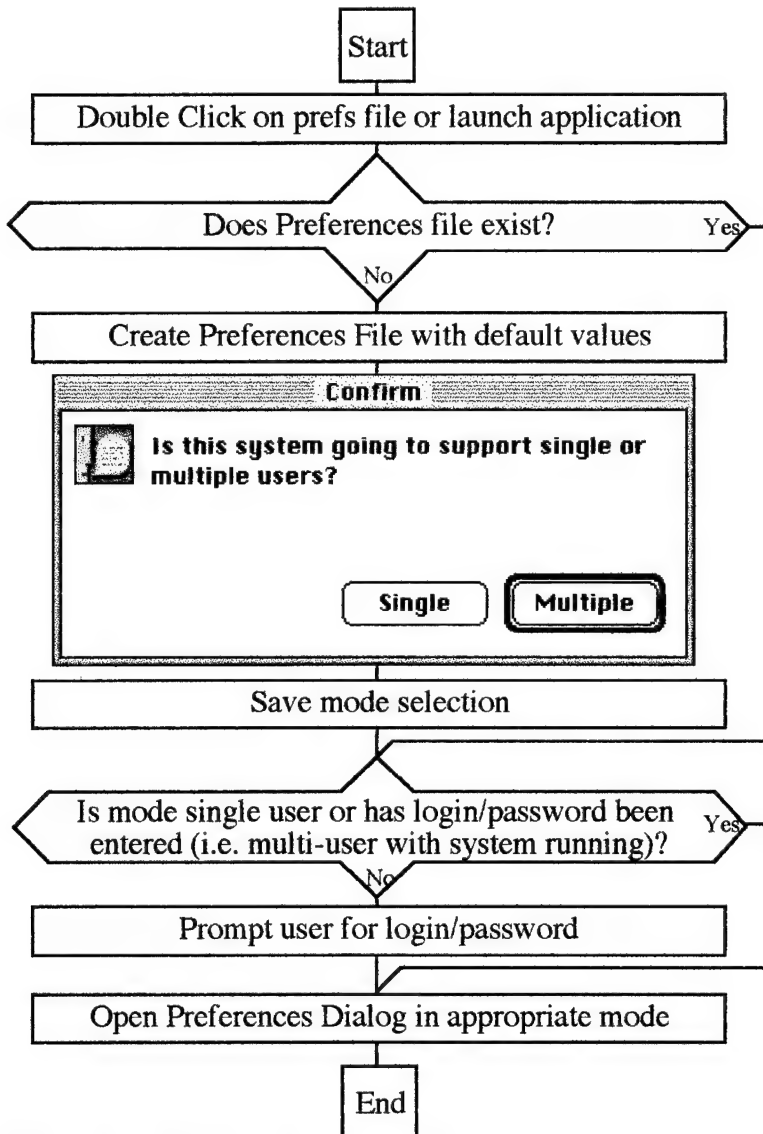 Start
Double Click on prefs file or launch application
Does Preferences file exist?
Yes
No
Create Preferences File with default values
Confirm
Is this system going to support single or
multiple users?
Single
Multiple
Save mode selection
Is mode single user or has login/password been
entered (i.e. multi-user with system running)?
Yes
No
Prompt user for login/password
Open Preferences Dialog in appropriate mode
End